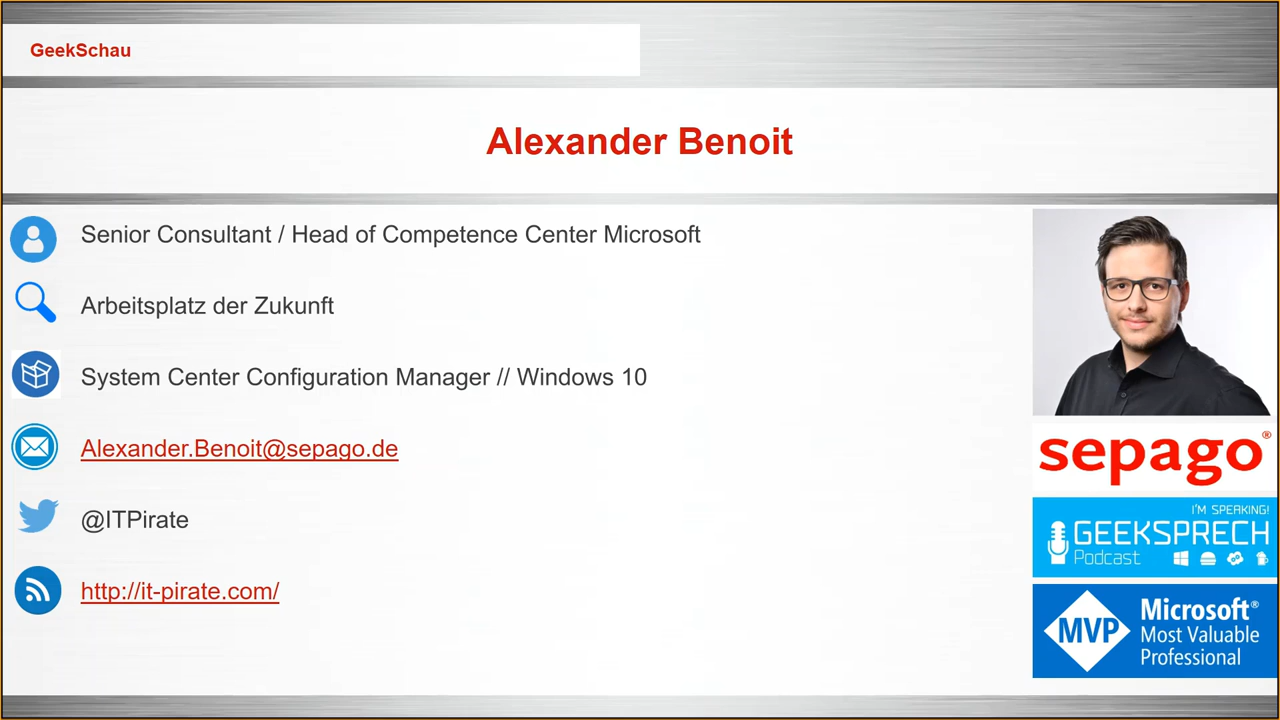 GeekSchau
Alexander Benoit
Senior Consultant / Head of Competence Center Microsoft
Arbeitsplatz der Zukunft
System Center Configuration Manager // Windows 10
Alexander.Benoit@sepago.de
@ITPirate
http://it-pirate.com/
sepago®
I'M SPEAKING!
GEEKSPRECH
Podcast
MVP
Microsoft®
Most Valuable
Professional